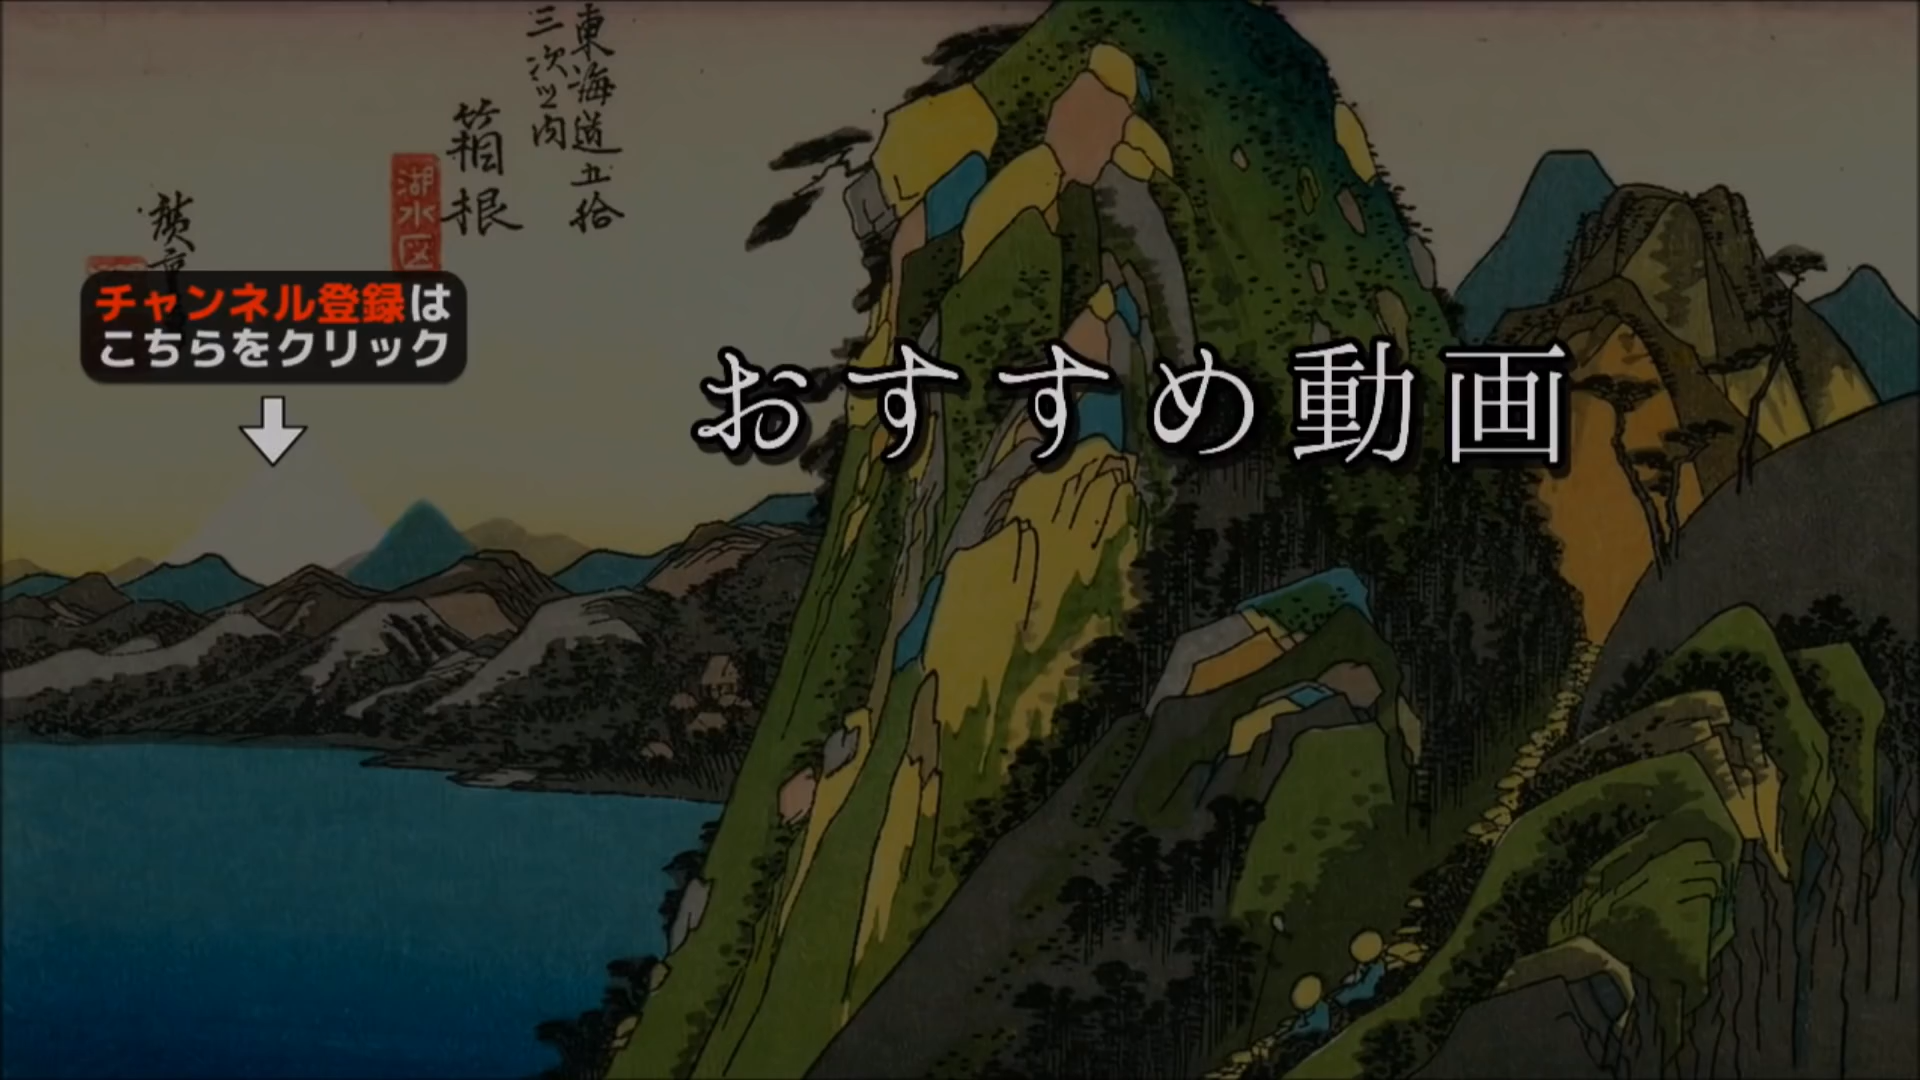 東海道五拾
三次之内
箱根
湖水図
チャンネル登録は
こちらをクリック
おすすめ動画